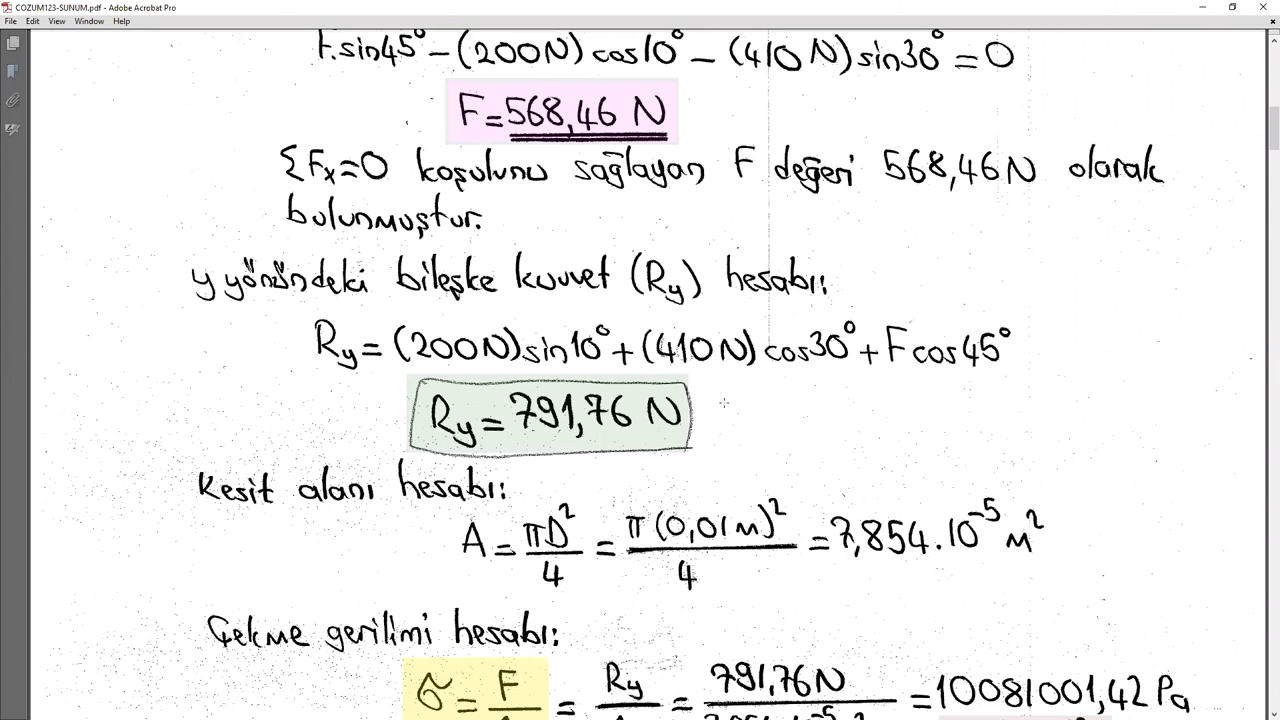 COZUM123-SUNUM.pdf - Adobe Acrobat Pro
File Edit View Window Help
F.sin45° - (200N) cos10° - (410N) sin30° = 0
F = 568,46 N
ΣFx=0 koşulunu sağlayan F değeri 568,46N olarak
bulunmuştur.
y yönündeki bileşke kuvvet (Ry) hesabı:
Ry = (200N) sin10° + (410N) cos30° + F cos45°
Ry = 791,76 N
Kesit alanı hesabı:
A = πD²/4 = π(0,01m)²/4 = 7,854.10⁻⁵ m²
Çekme gerilimi hesabı:
σ = F = Ry = 791,76N = 10081001,42 Pa